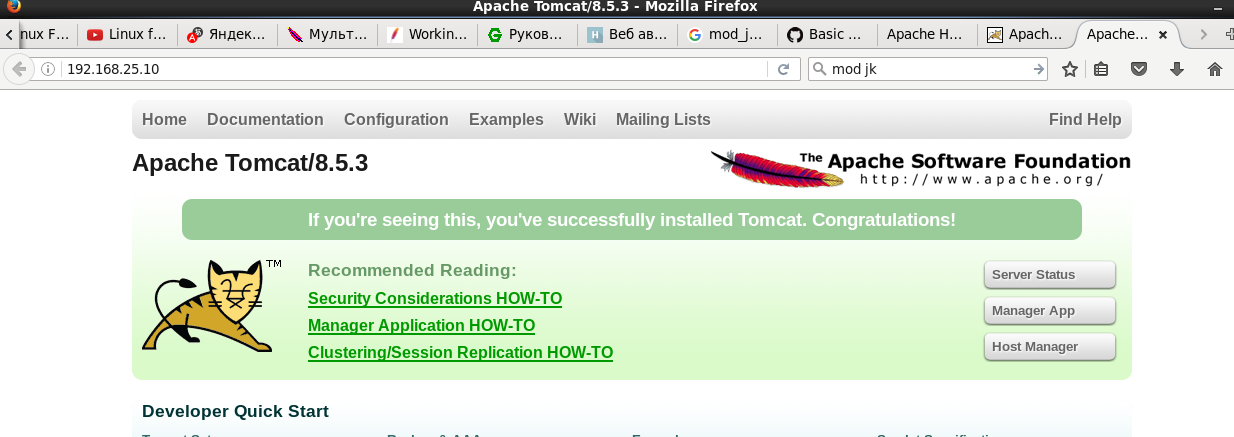 Apache Tomcat/8.5.3 - Mozilla Firefox
nux F... Linux f... Яндек... Мульт... Workin... Руков... Веб ав... mod_j... Basic ... Apache H... Apach... Apache...
192.168.25.10 mod jk
Home Documentation Configuration Examples Wiki Mailing Lists Find Help
Apache Tomcat/8.5.3
The Apache Software Foundation
http://www.apache.org/
If you're seeing this, you've successfully installed Tomcat. Congratulations!
TM
Recommended Reading:
Security Considerations HOW-TO
Manager Application HOW-TO
Clustering/Session Replication HOW-TO
Server Status
Manager App
Host Manager
Developer Quick Start